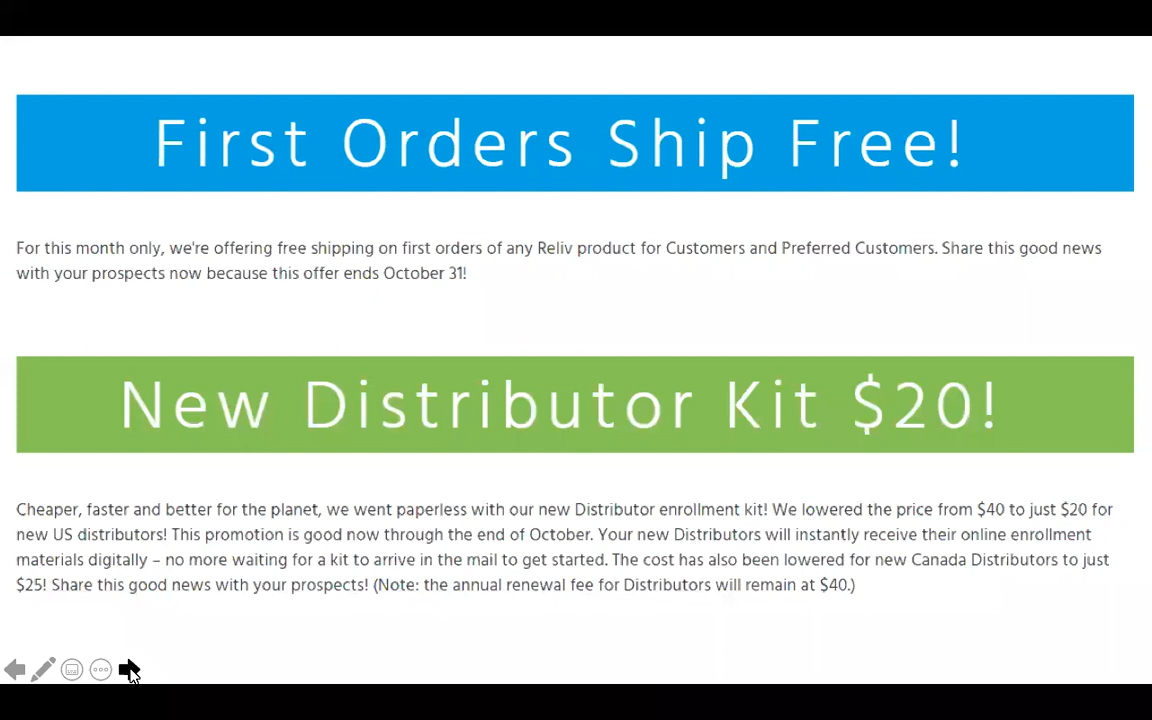 First Orders Ship Free!
For this month only, we're offering free shipping on first orders of any Reliv product for Customers and Preferred Customers. Share this good news
with your prospects now because this offer ends October 31!
New Distributor Kit $20!
Cheaper, faster and better for the planet, we went paperless with our new Distributor enrollment kit! We lowered the price from $40 to just $20 for
new US distributors! This promotion is good now through the end of October. Your new Distributors will instantly receive their online enrollment
materials digitally – no more waiting for a kit to arrive in the mail to get started. The cost has also been lowered for new Canada Distributors to just
$25! Share this good news with your prospects! (Note: the annual renewal fee for Distributors will remain at $40.)